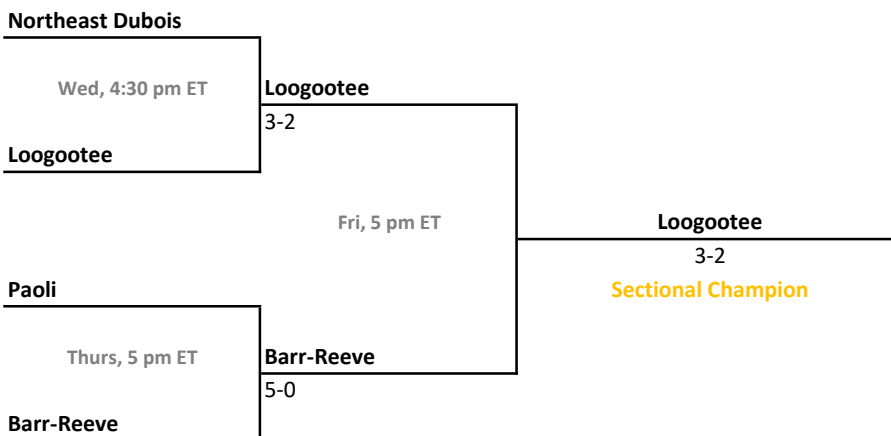 Northeast Dubois
Wed, 4:30 pm ET
Loogootee
3-2
Loogootee
Fri, 5 pm ET
Loogootee
3-2
Sectional Champion
Paoli
Thurs, 5 pm ET
Barr-Reeve
5-0
Barr-Reeve